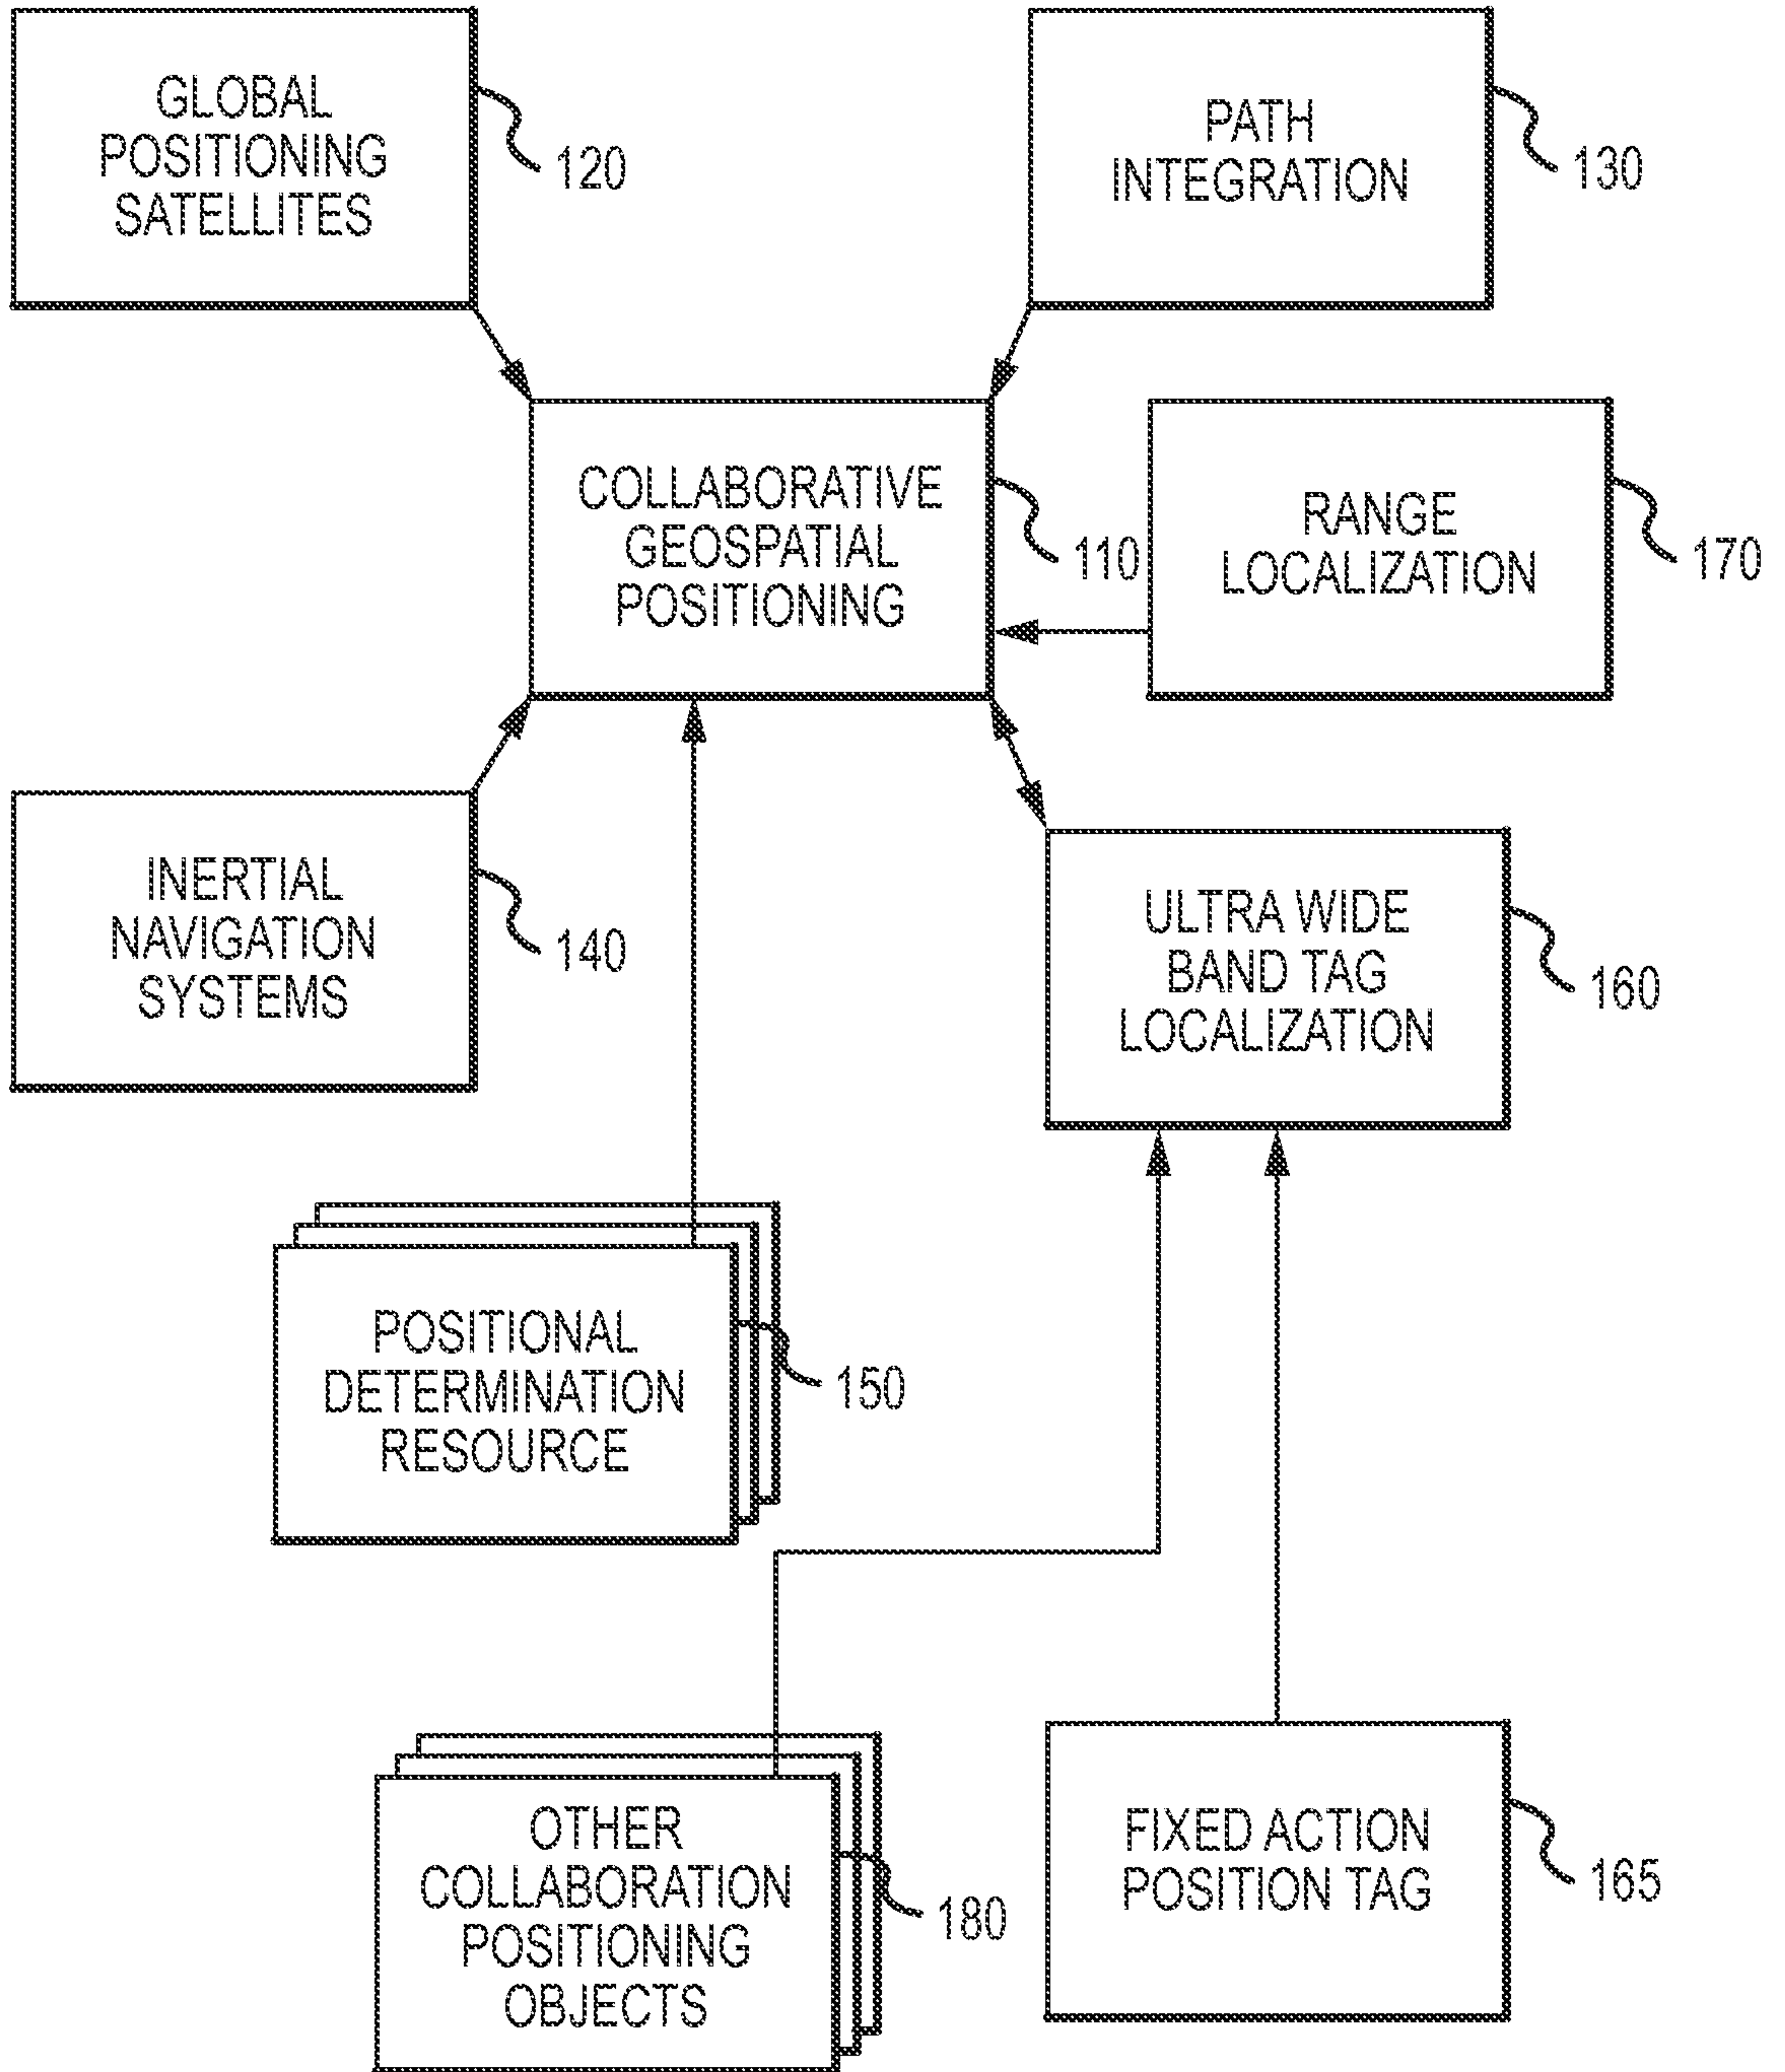 GLOBAL
POSITIONING
SATELLITES
120
PATH
INTEGRATION
130
COLLABORATIVE
GEOSPATIAL
POSITIONING
110
RANGE
LOCALIZATION
170
INERTIAL
NAVIGATION
SYSTEMS
140
ULTRA WIDE
BAND TAG
LOCALIZATION
160
POSITIONAL
DETERMINATION
RESOURCE
150
OTHER
COLLABORATION
POSITIONING
OBJECTS
180
FIXED ACTION
POSITION TAG
165